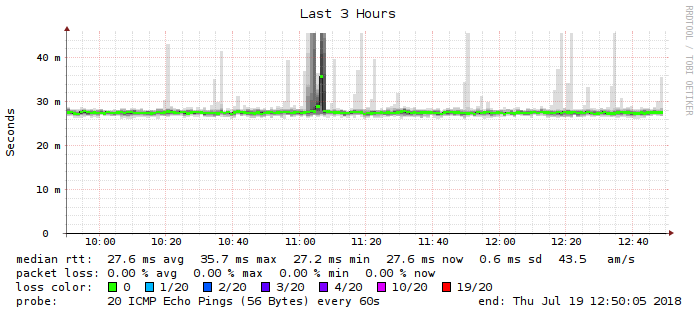 Last 3 Hours
RRDTOOL / TOBI OETIKER
Seconds
40 m
30 m
20 m
10 m
0
10:00 10:20 10:40 11:00 11:20 11:40 12:00 12:20 12:40
median rtt: 27.6 ms avg 35.7 ms max 27.2 ms min 27.6 ms now 0.6 ms sd 43.5 am/s
packet loss: 0.00 % avg 0.00 % max 0.00 % min 0.00 % now
loss color: 0 1/20 2/20 3/20 4/20 10/20 19/20
probe: 20 ICMP Echo Pings (56 Bytes) every 60s end: Thu Jul 19 12:50:05 2018